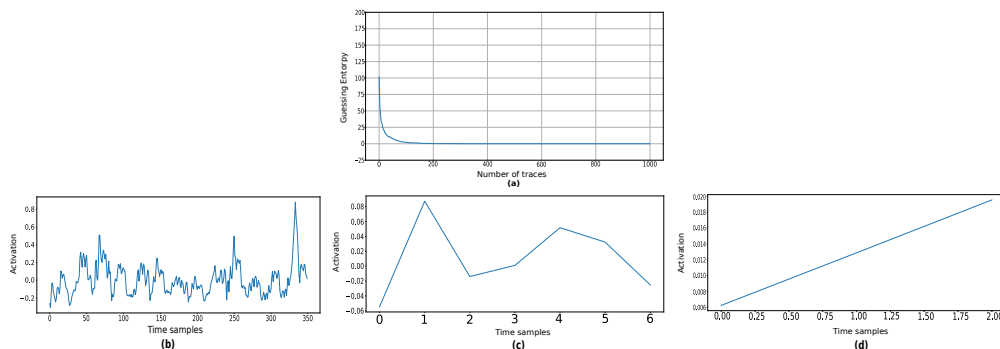 200
175
150
125
100
75
50
25
0
−25
Guessing Entorpy
0 200 400 600 800 1000
Number of traces
(a)
0.8
0.6
0.4
0.2
0.0
−0.2
Activation
0 50 100 150 200 250 300 350
Time samples
(b)
0.08
0.06
0.04
0.02
0.00
−0.02
−0.04
−0.06
Activation
0 1 2 3 4 5 6
Time samples
(c)
0.020
0.018
0.016
0.014
0.012
0.010
0.008
0.006
Activation
0.00 0.25 0.50 0.75 1.00 1.25 1.50 1.75 2.00
Time samples
(d)